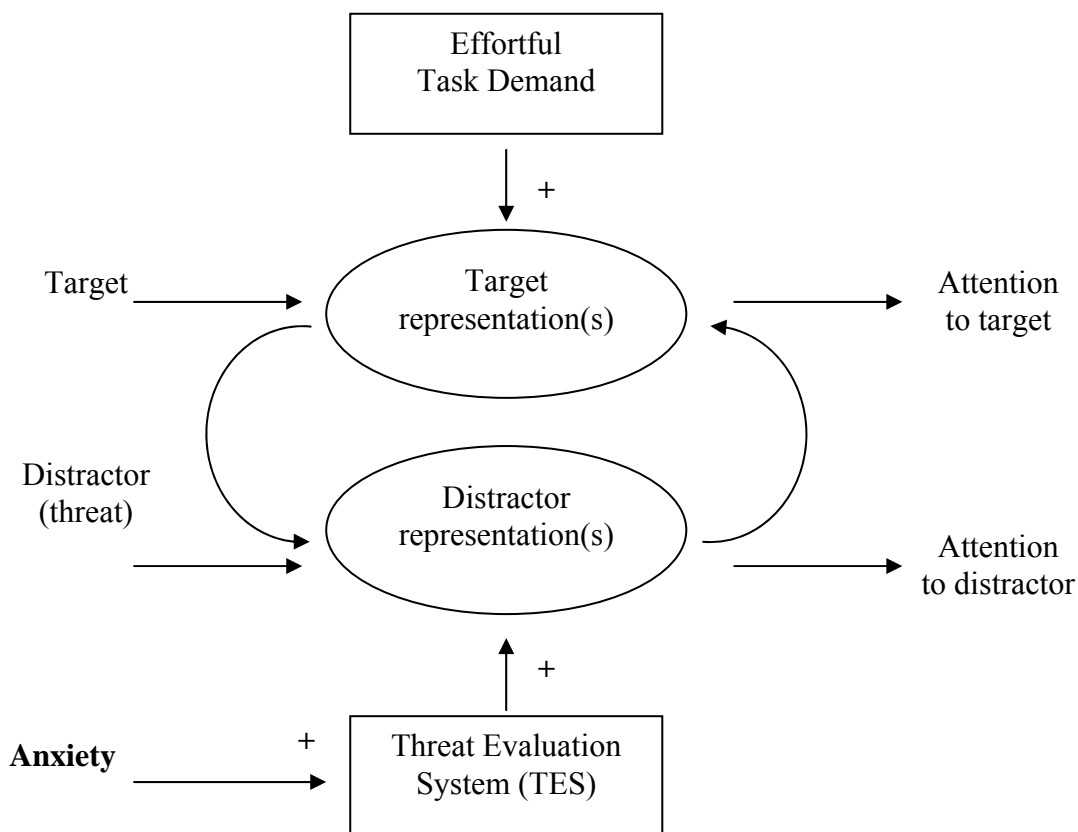 Effortful
Task Demand
+
Target
Target
representation(s)
Attention
to target
Distractor
(threat)
Distractor
representation(s)
Attention
to distractor
+
Anxiety
+
Threat Evaluation
System (TES)